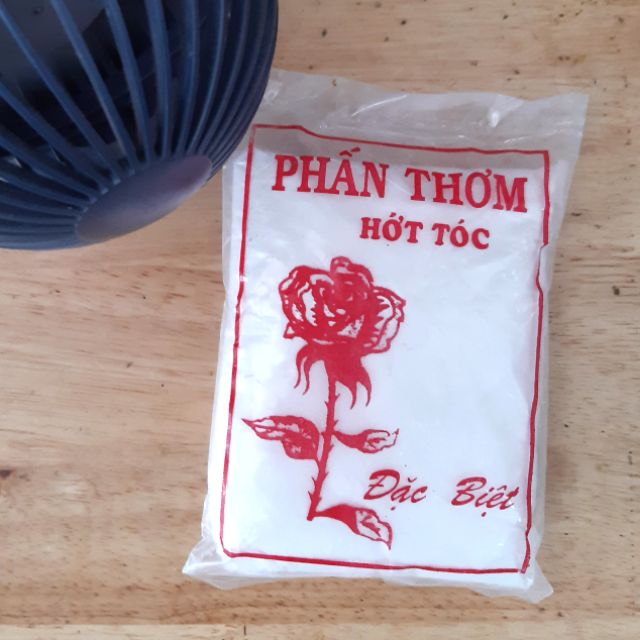 PHẤN THƠM
HỚT TÓC
Đặc Biệt